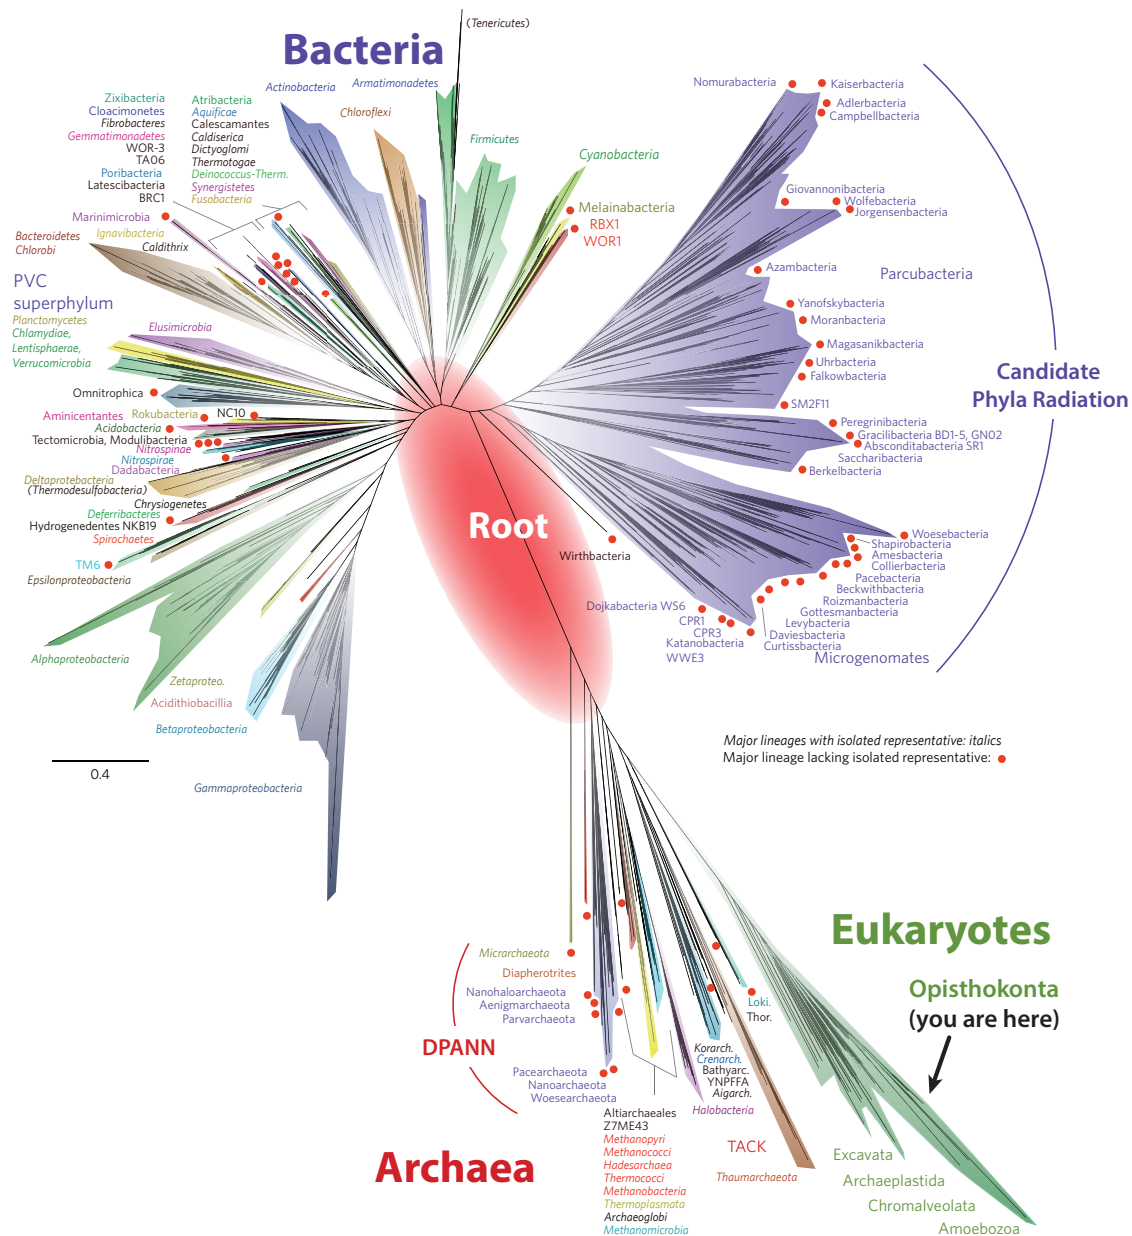 (Tenericutes)
Bacteria
Armatimonadetes
Actinobacteria
Chloroflexi
Firmicutes
Cyanobacteria
Melainabacteria
RBX1
WOR1
Zixibacteria
Cloacimonetes
Fibrobacteres
Gemmatimonadetes
WOR-3
TA06
Poribacteria
Latescibacteria
BRC1
Atribacteria
Aquificae
Calescamantes
Caldiserica
Dictyoglomi
Thermotogae
Deinococcus-Therm.
Synergistetes
Fusobacteria
Marinimicrobia
Ignavibacteria
Bacteroidetes
Chlorobi
Caldithrix
PVC
superphylum
Planctomycetes
Chlamydiae,
Lentisphaerae,
Verrucomicrobia
Elusimicrobia
Omnitrophica
Aminicentantes
Rokubacteria
NC10
Acidobacteria
Tectomicrobia, Modulibacteria
Nitrospinae
Nitrospirae
Dadabacteria
Deltaprotebacteria
(Thermodesulfobacteria)
Chrysiogenetes
Deferribacteres
Hydrogenedentes NKB19
Spirochaetes
TM6
Epsilonproteobacteria
Alphaproteobacteria
Zetaproteo.
Acidithiobacillia
Betaproteobacteria
Gammaproteobacteria
0.4
Nomurabacteria
Kaiserbacteria
Adlerbacteria
Campbellbacteria
Giovannonibacteria
Wolfebacteria
Jorgensenbacteria
Azambacteria
Parcubacteria
Yanofskybacteria
Moranbacteria
Magasanikbacteria
Uhrbacteria
Falkowbacteria
Candidate
Phyla Radiation
SM2F11
Peregrinibacteria
Gracilibacteria BD1-5, GN02
Absconditabacteria SR1
Saccharibacteria
Berkelbacteria
Root
Wirthbacteria
Woesebacteria
Shapirobacteria
Amesbacteria
Collierbacteria
Pacebacteria
Beckwithbacteria
Roizmanbacteria
Gottesmanbacteria
Levybacteria
Daviesbacteria
Curtissbacteria
Microgenomates
Dojkabacteria WS6
CPR1
CPR3
Katanobacteria
WWE3
Major lineages with isolated representative: italics
Major lineage lacking isolated representative:
Eukaryotes
Opisthokonta
(you are here)
Micrarchaeota
Diapherotrites
Nanohaloarchaeota
Aenigmarchaeota
Parvarchaeota
DPANN
Pacearchaeota
Nanoarchaeota
Woesearchaeota
Archaea
Altiarchaeales
Z7ME43
Methanopyri
Methanococci
Hadesarchaea
Thermococci
Methanobacteria
Thermoplasmata
Archaeoglobi
Methanomicrobia
Halobacteria
Loki.
Thor.
Korarch.
Crenarch.
Bathyarc.
YNPFFA
Aigarch.
TACK
Thaumarchaeota
Excavata
Archaeplastida
Chromalveolata
Amoebozoa